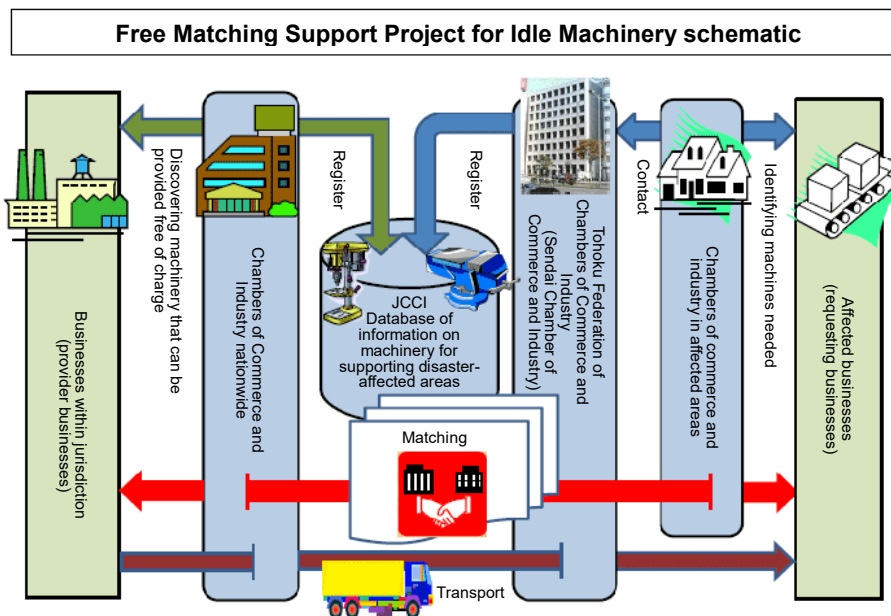 Free Matching Support Project for Idle Machinery schematic
Businesses within jurisdiction
(provider businesses)
Discovering machinery that can be
provided free of charge
Chambers of Commerce and
Industry nationwide
Register
Register
JCCI
Database of
information on
machinery for
supporting disaster-
affected areas
Matching
Tohoku Federation of
Chambers of Commerce and
Industry
(Sendai Chamber of
Commerce and Industry)
Contact
Chambers of commerce and
industry in affected areas
Identifying machines needed
Affected businesses
(requesting businesses)
Transport